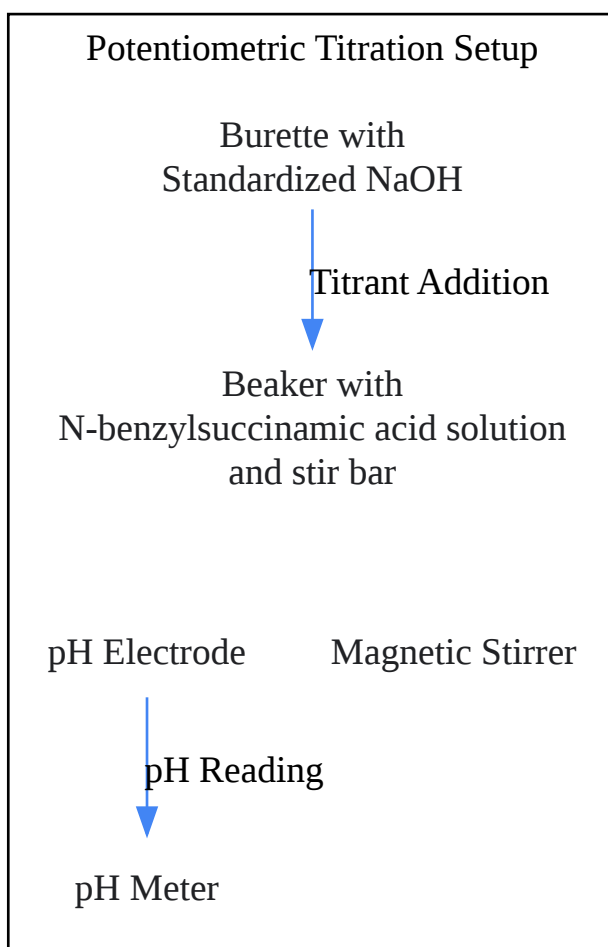 Potentiometric Titration Setup
Burette with
Standardized NaOH
Titrant Addition
Beaker with
N-benzylsuccinamic acid solution
and stir bar
pH Electrode
Magnetic Stirrer
pH Reading
pH Meter